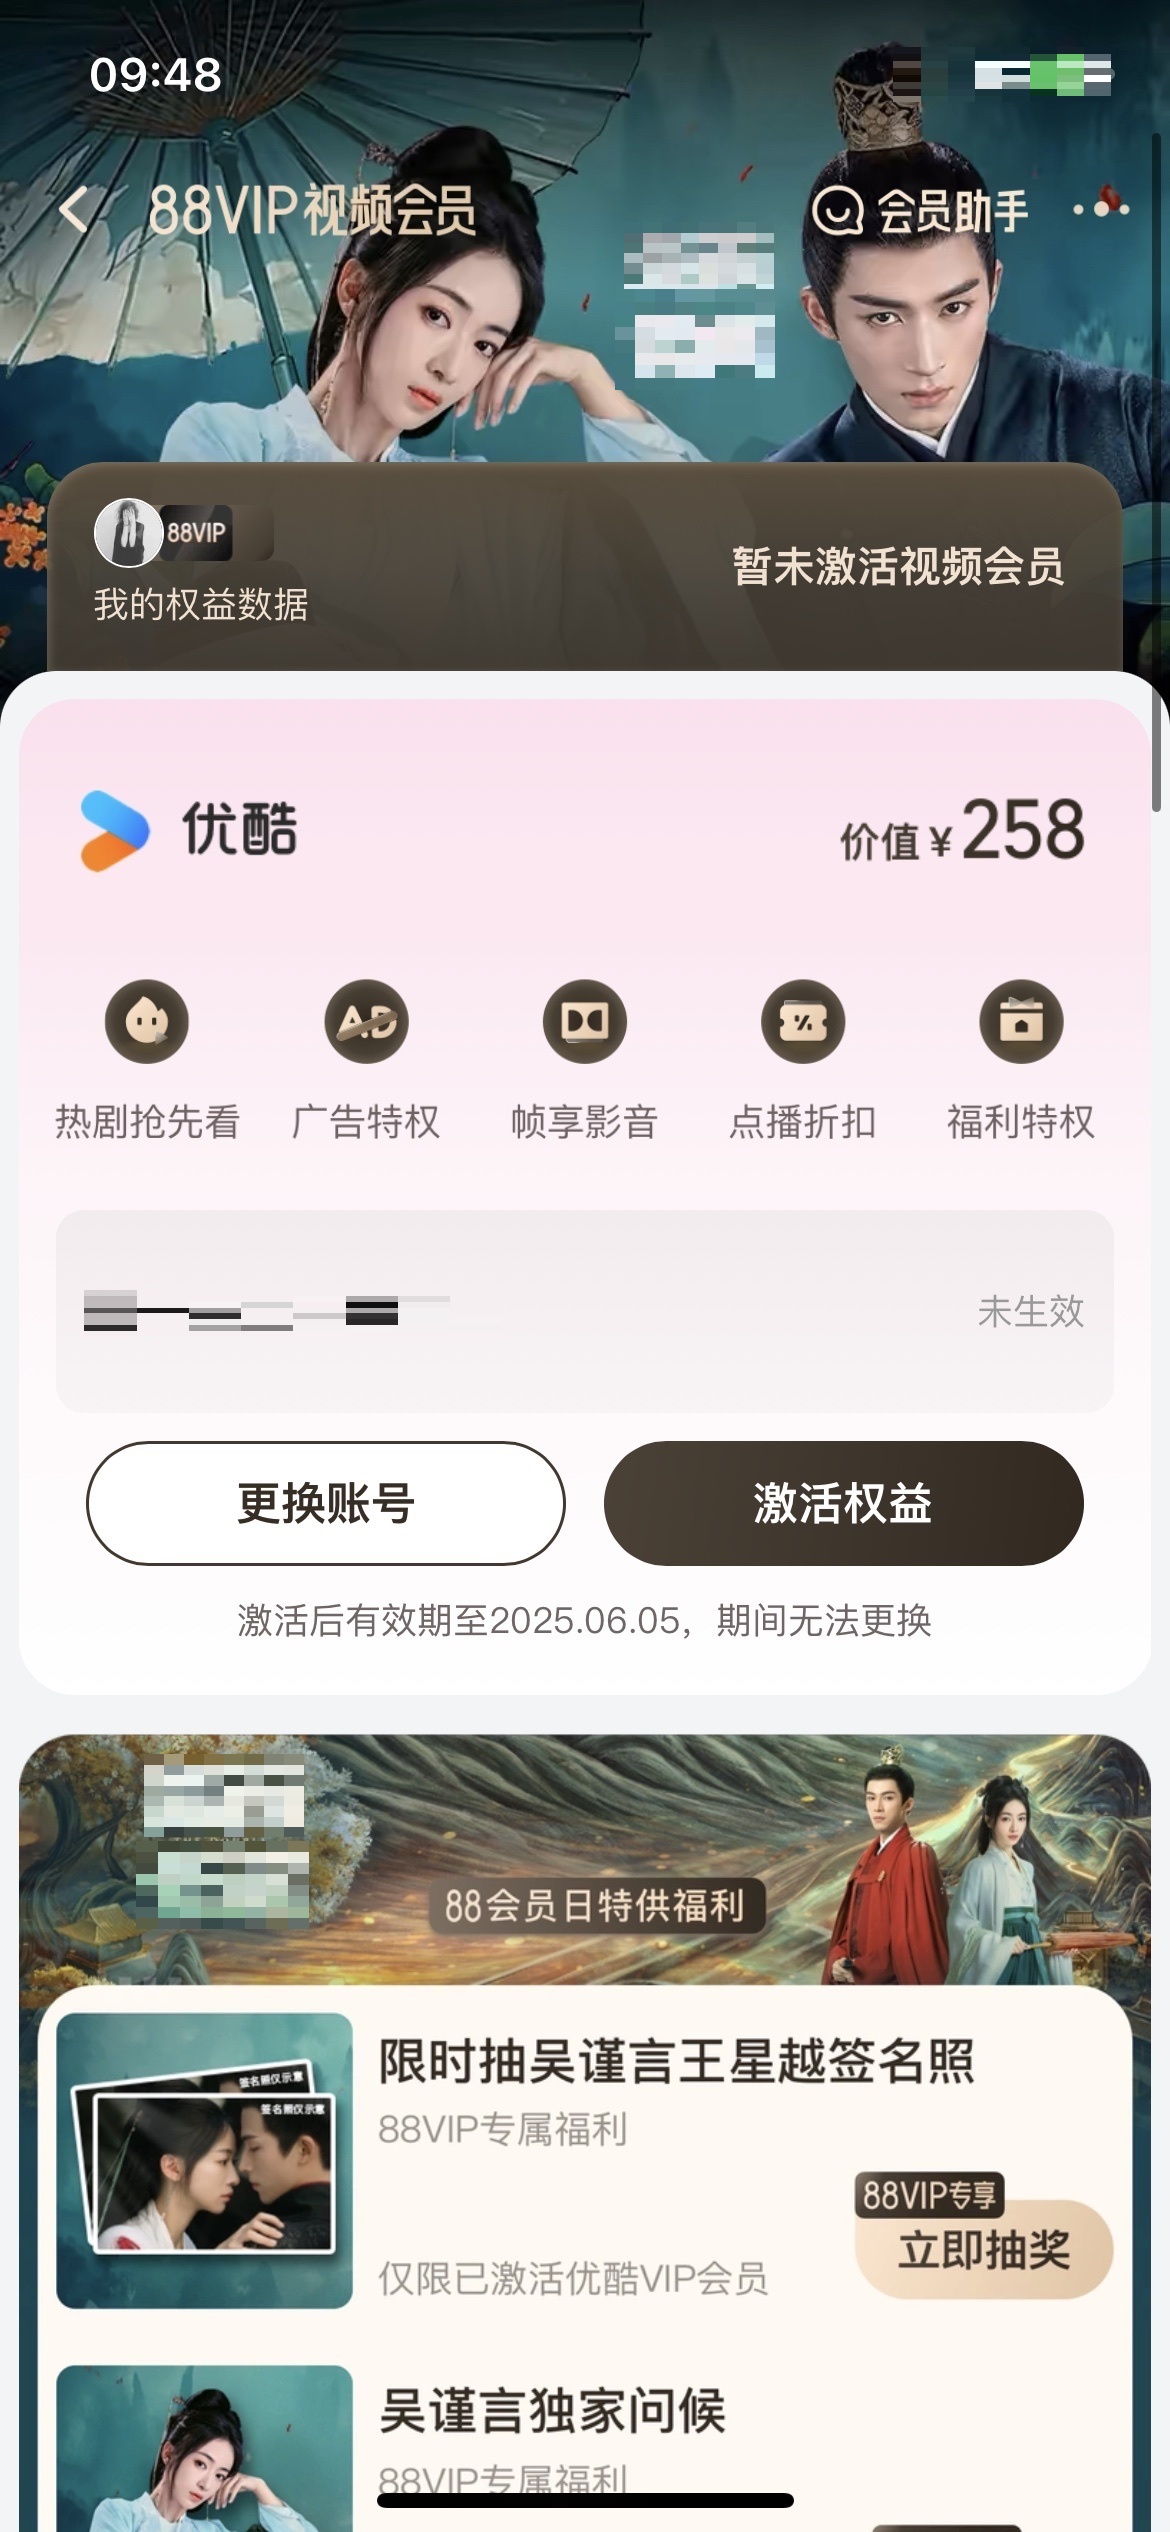 09:48
88VIP视频会员
会员助手
88VIP
我的权益数据
暂未激活视频会员
优酷
价值¥258
AD
热剧抢先看 广告特权 帧享影音 点播折扣 福利特权
未生效
更换账号 激活权益
激活后有效期至2025.06.05，期间无法更换
88会员日特供福利
签名照仅示意
签名照仅示意
限时抽吴谨言王星越签名照
88VIP专属福利
88VIP专享
立即抽奖
仅限已激活优酷VIP会员
吴谨言独家问候
88VIP专属福利